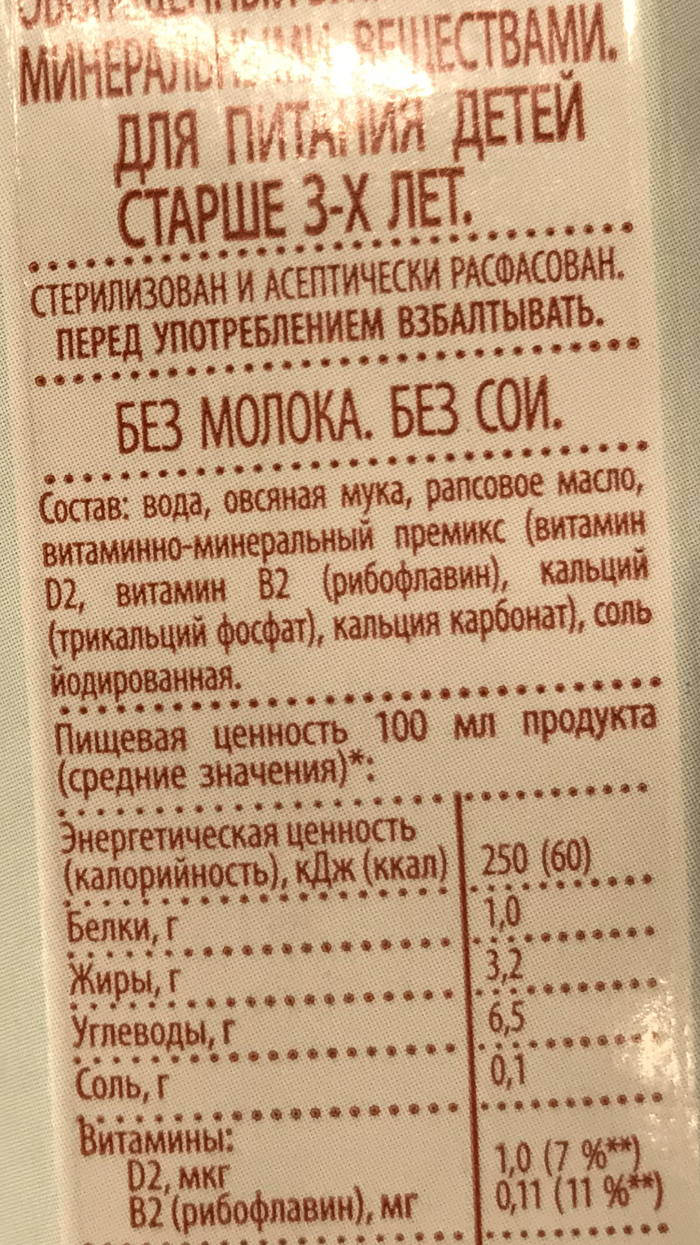 МИНЕРАЛЬНЫМИ ВЕЩЕСТВАМИ.
ДЛЯ ПИТАНИЯ ДЕТЕЙ
СТАРШЕ 3-Х ЛЕТ.
СТЕРИЛИЗОВАН И АСЕПТИЧЕСКИ РАСФАСОВАН.
ПЕРЕД УПОТРЕБЛЕНИЕМ ВЗБАЛТЫВАТЬ.
БЕЗ МОЛОКА. БЕЗ СОИ.
Состав: вода, овсяная мука, рапсовое масло,
витаминно-минеральный премикс (витамин
D2, витамин B2 (рибофлавин), кальций
(трикальций фосфат), кальция карбонат), соль
йодированная.
Пищевая ценность 100 мл продукта
(средние значения)*:
Энергетическая ценность
(калорийность), кДж (ккал) 250 (60)
Белки, г 1,0
Жиры, г 3,2
Углеводы, г 6,5
Соль, г 0,1
Витамины:
D2, мкг 1,0 (7 %**)
B2 (рибофлавин), мг 0,11 (11 %**)